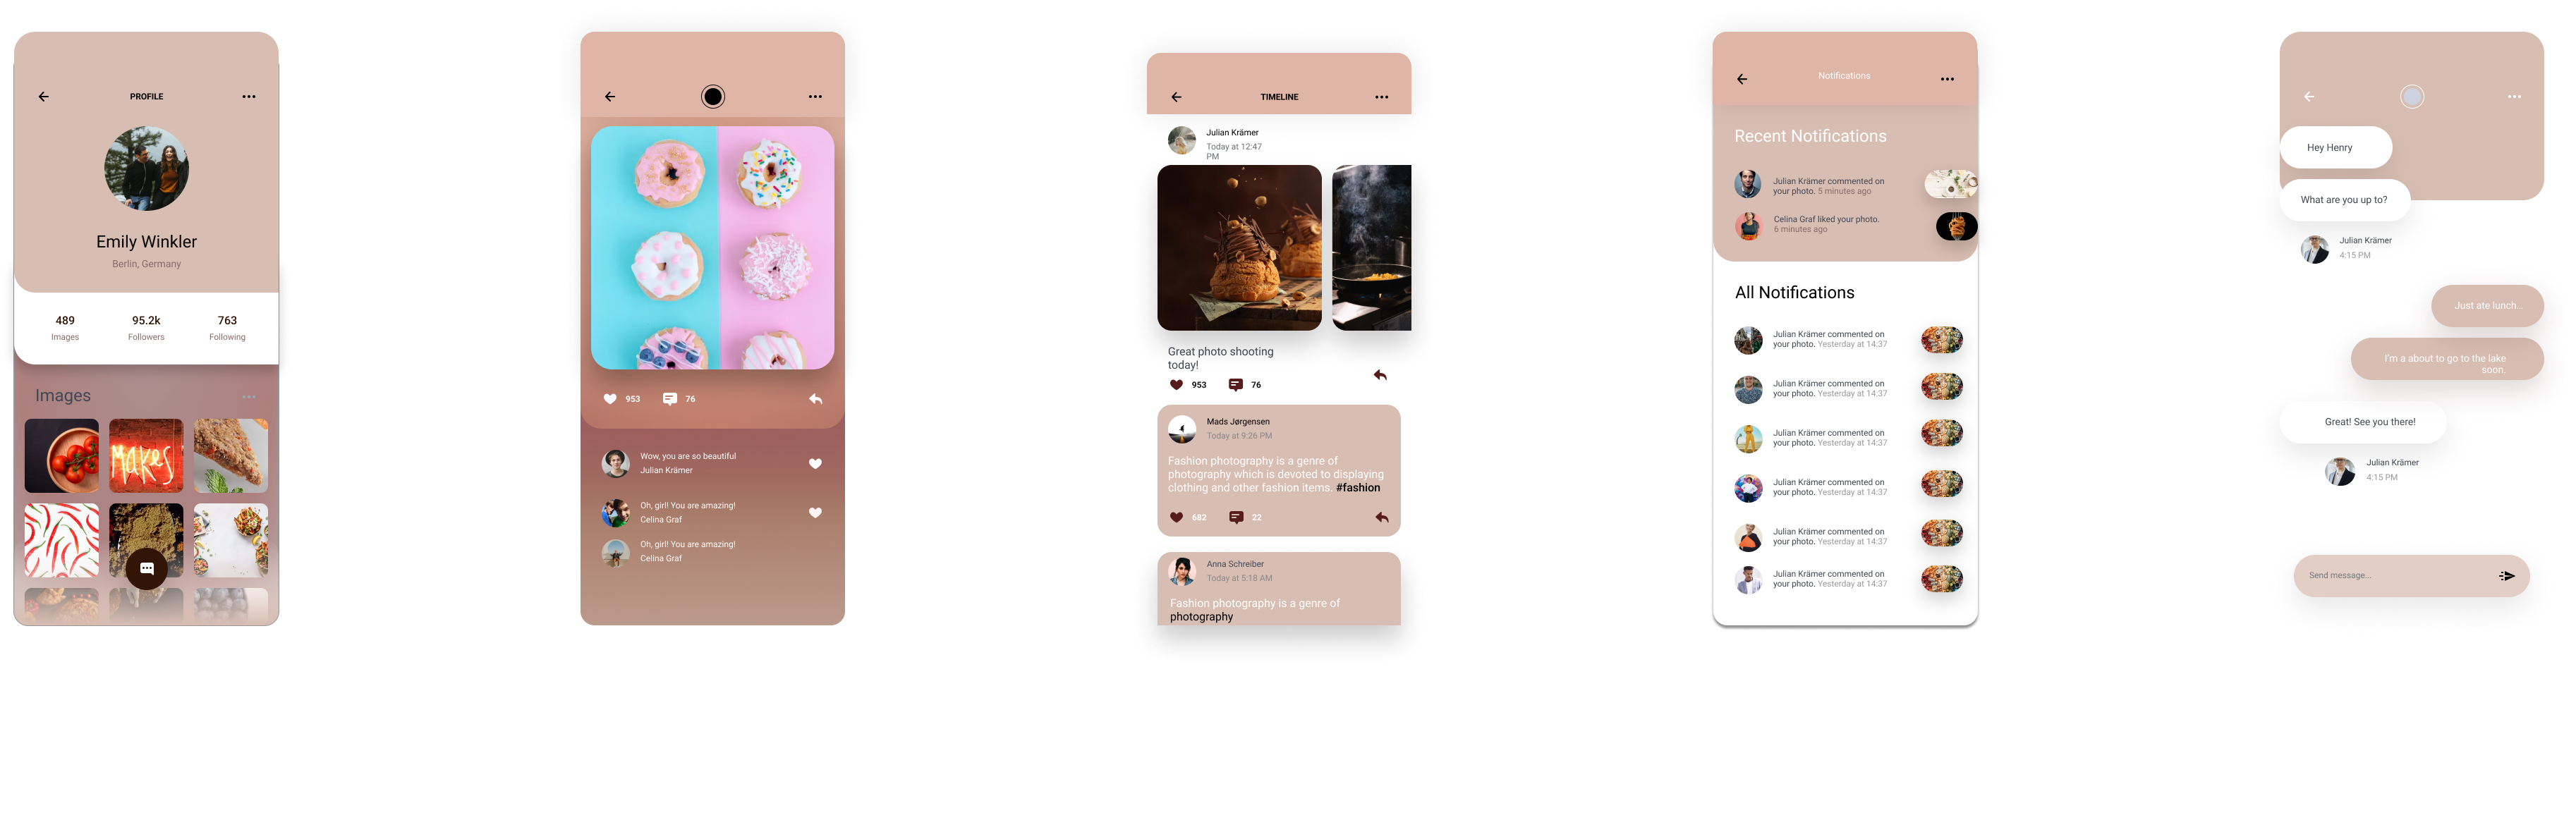 PROFILE
Emily Winkler
Berlin, Germany
489
95.2k
763
Images
Followers
Following
Images
MAKES
953
76
Wow, you are so beautiful
Julian Krämer
Oh, girl! You are amazing!
Celina Graf
Oh, girl! You are amazing!
Celina Graf
TIMELINE
Julian Krämer
Today at 12:47
PM
Great photo shooting
today!
953
76
Mads Jørgensen
Today at 9:26 PM
Fashion photography is a genre of
photography which is devoted to displaying
clothing and other fashion items. #fashion
682
22
Anna Schreiber
Today at 5:18 AM
Fashion photography is a genre of
photography
Notifications
Recent Notifications
Julian Krämer commented on
your photo. 5 minutes ago
Celina Graf liked your photo.
6 minutes ago
All Notifications
Julian Krämer commented on
your photo. Yesterday at 14:37
Julian Krämer commented on
your photo. Yesterday at 14:37
Julian Krämer commented on
your photo. Yesterday at 14:37
Julian Krämer commented on
your photo. Yesterday at 14:37
Julian Krämer commented on
your photo. Yesterday at 14:37
Julian Krämer commented on
your photo. Yesterday at 14:37
Hey Henry
What are you up to?
Julian Krämer
4:15 PM
Just ate lunch...
I'm a about to go to the lake
soon.
Great! See you there!
Julian Krämer
4:15 PM
Send message...